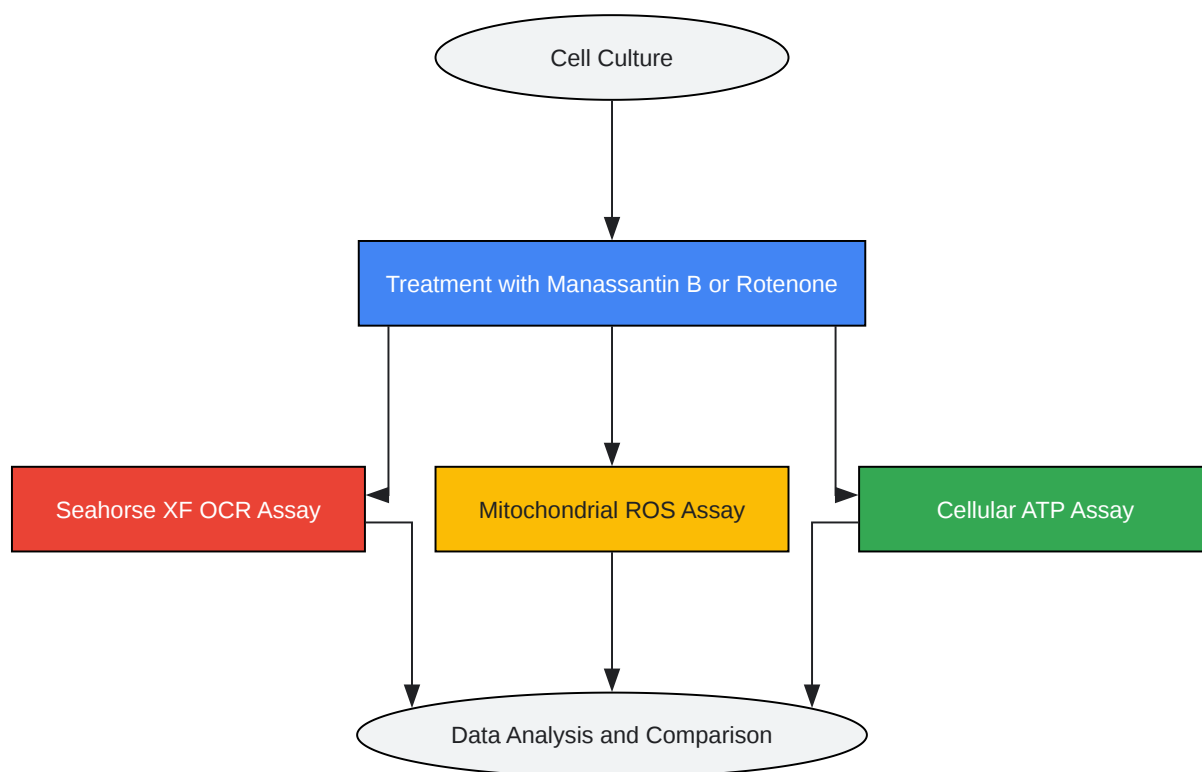 Cell Culture
Treatment with Manassantin B or Rotenone
Seahorse XF OCR Assay
Mitochondrial ROS Assay
Cellular ATP Assay
Data Analysis and Comparison